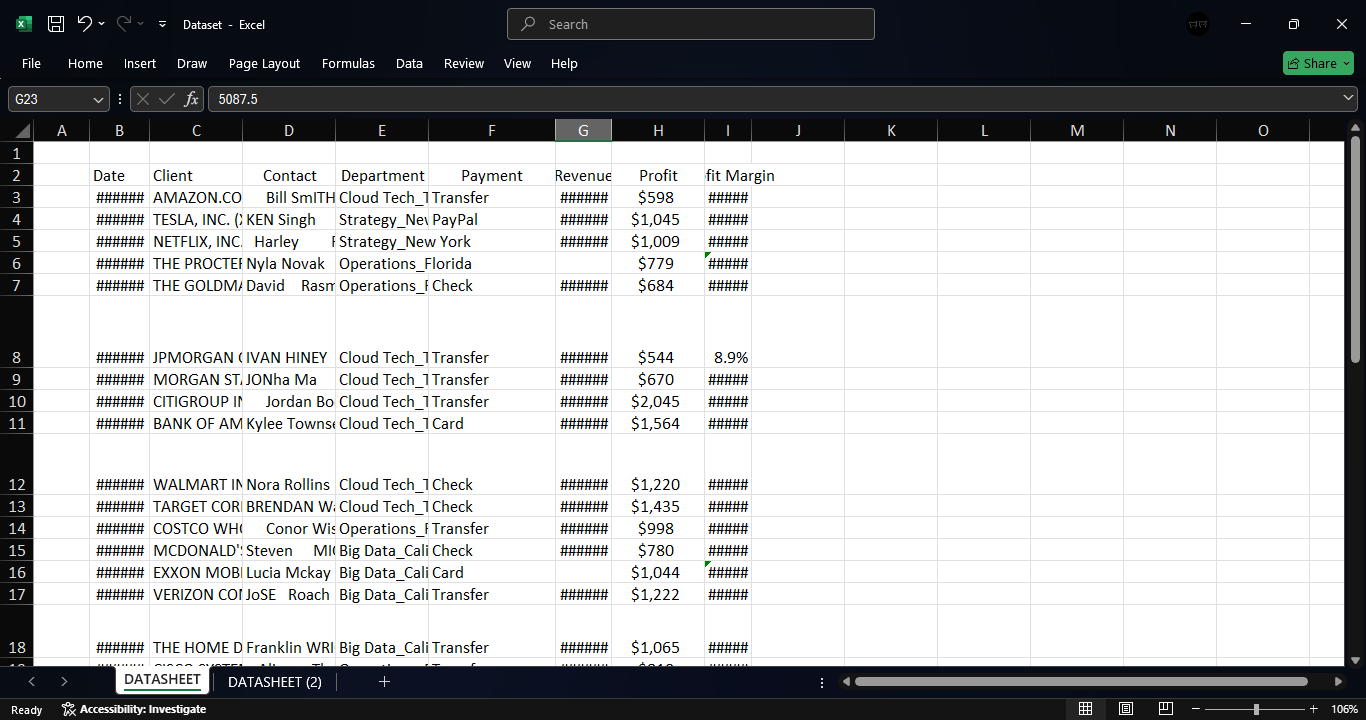 Dataset - Excel
Search
File Home Insert Draw Page Layout Formulas Data Review View Help Share
G23 fx 5087.5
A B C D E F G H I J K L M N O
1
2 Date Client Contact Department Payment Revenue Profit fit Margin
3 ###### AMAZON.CO Bill SmITH Cloud Tech_T Transfer ###### $598 #####
4 ###### TESLA, INC. (X KEN Singh Strategy_Nev PayPal ###### $1,045 #####
5 ###### NETFLIX, INC. Harley Strategy_New York ###### $1,009 #####
6 ###### THE PROCTER Nyla Novak Operations_Florida $779 #####
7 ###### THE GOLDMA David Rasm Operations_F Check ###### $684 #####
8 ###### JPMORGAN C IVAN HINEY Cloud Tech_T Transfer ###### $544 8.9%
9 ###### MORGAN STA JONha Ma Cloud Tech_T Transfer ###### $670 #####
10 ###### CITIGROUP IN Jordan Bo Cloud Tech_T Transfer ###### $2,045 #####
11 ###### BANK OF AM Kylee Townse Cloud Tech_T Card ###### $1,564 #####
12 ###### WALMART IN Nora Rollins Cloud Tech_T Check ###### $1,220 #####
13 ###### TARGET COR BRENDAN Wa Cloud Tech_T Check ###### $1,435 #####
14 ###### COSTCO WHO Conor Wis Operations_F Transfer ###### $998 #####
15 ###### MCDONALD'S Steven MI Big Data_Cali Check ###### $780 #####
16 ###### EXXON MOBI Lucia Mckay Big Data_Cali Card $1,044 #####
17 ###### VERIZON COM JoSE Roach Big Data_Cali Transfer ###### $1,222 #####
18 ###### THE HOME D Franklin WRI Big Data_Cali Transfer ###### $1,065 #####
DATASHEET DATASHEET (2)
Ready Accessibility: Investigate 106%